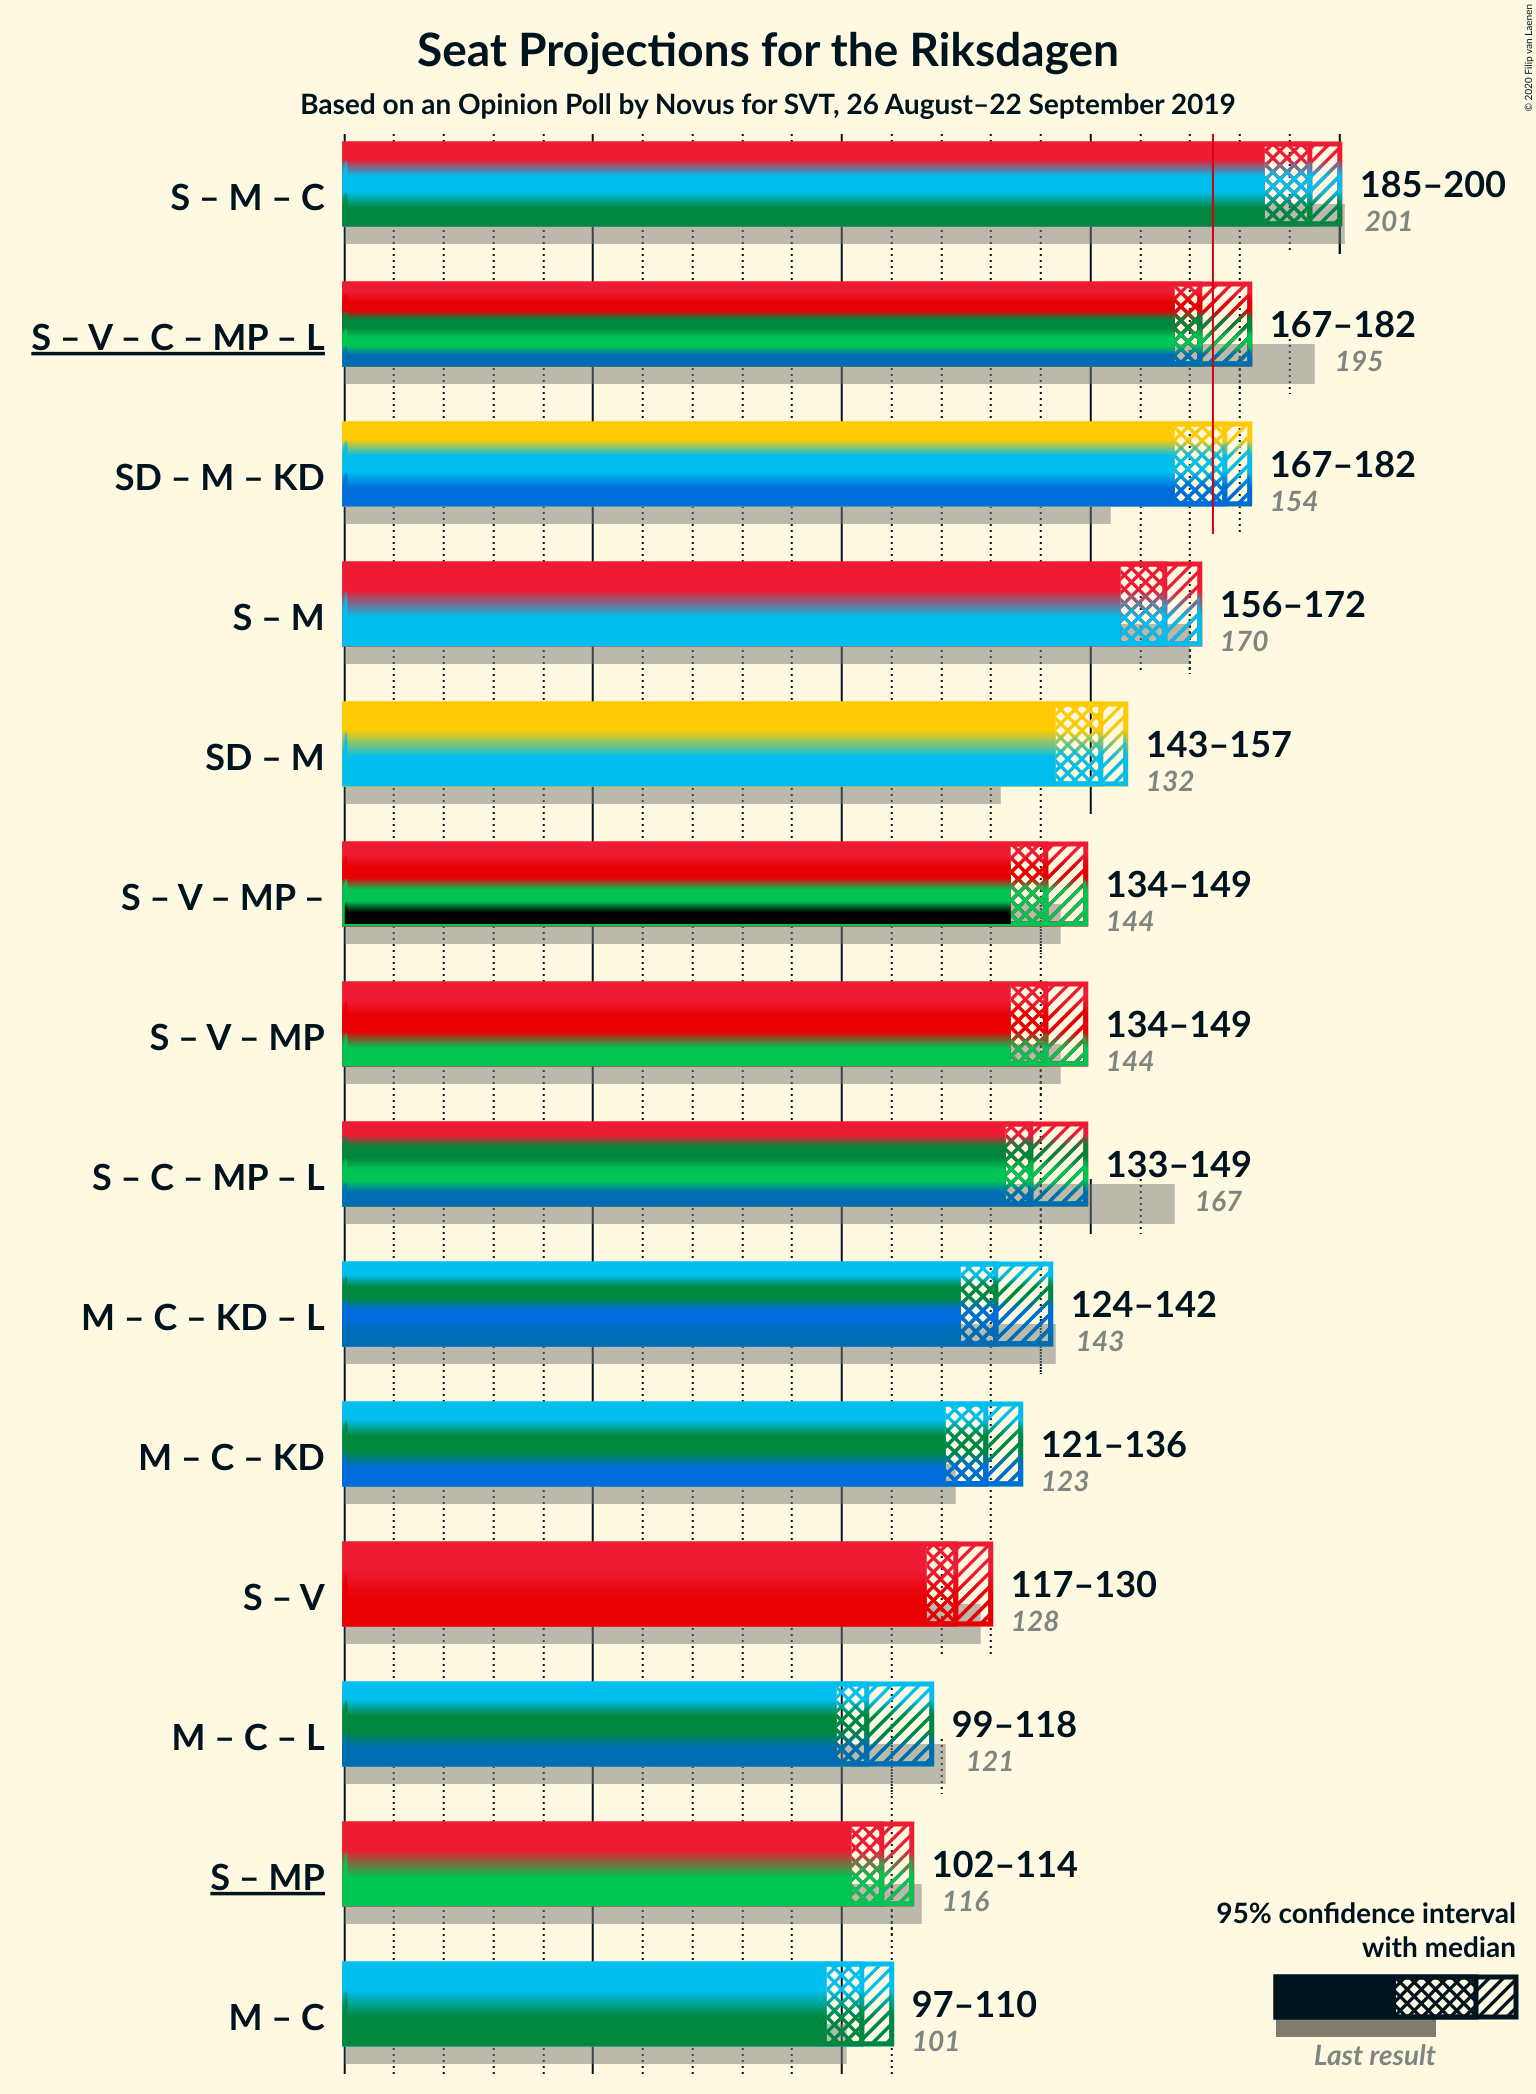 Seat Projections for the Riksdagen
Based on an Opinion Poll by Novus for SVT, 26 August–22 September 2019
© 2020 Filip van Laenen
S – M – C
185–200
201
S – V – C – MP – L
167–182
195
SD – M – KD
167–182
154
S – M
156–172
170
SD – M
143–157
132
S – V – MP –
134–149
144
S – V – MP
134–149
144
S – C – MP – L
133–149
167
M – C – KD – L
124–142
143
M – C – KD
121–136
123
S – V
117–130
128
M – C – L
99–118
121
S – MP
102–114
116
M – C
97–110
101
95% confidence interval
with median
Last result